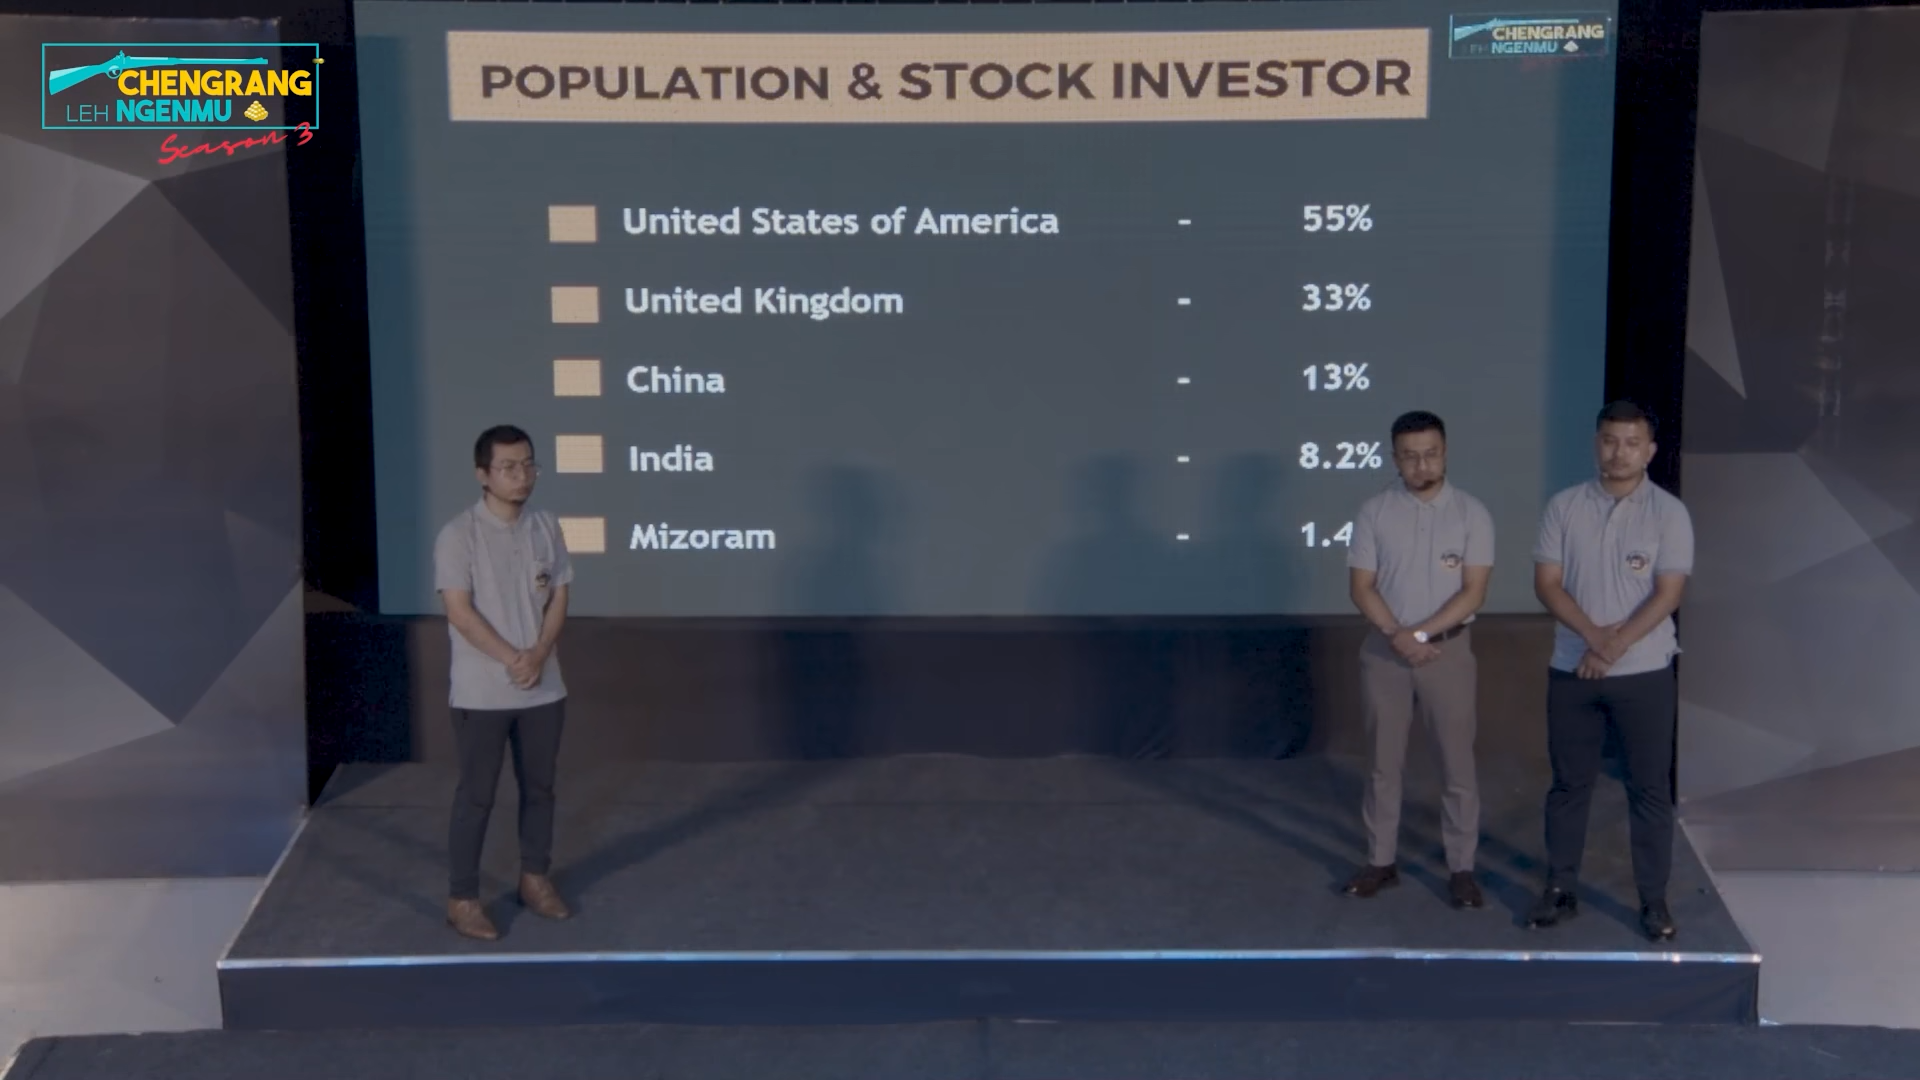 CHENGRANG
LEH NGENMU
Season 3
CHENGRANG
LEH NGENMU
POPULATION & STOCK INVESTOR
United States of America - 55%
United Kingdom - 33%
China - 13%
India - 8.2%
Mizoram - 1.4